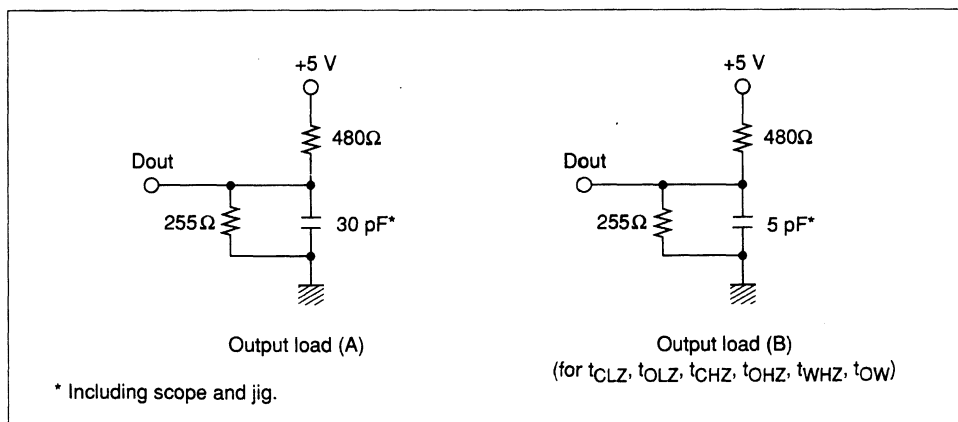 +5 V
480Ω
Dout
255Ω
30 pF*
Output load (A)
* Including scope and jig.
+5 V
480Ω
Dout
255Ω
5 pF*
Output load (B)
(for tCLZ, tOLZ, tCHZ, tOHZ, tWHZ, tOW)